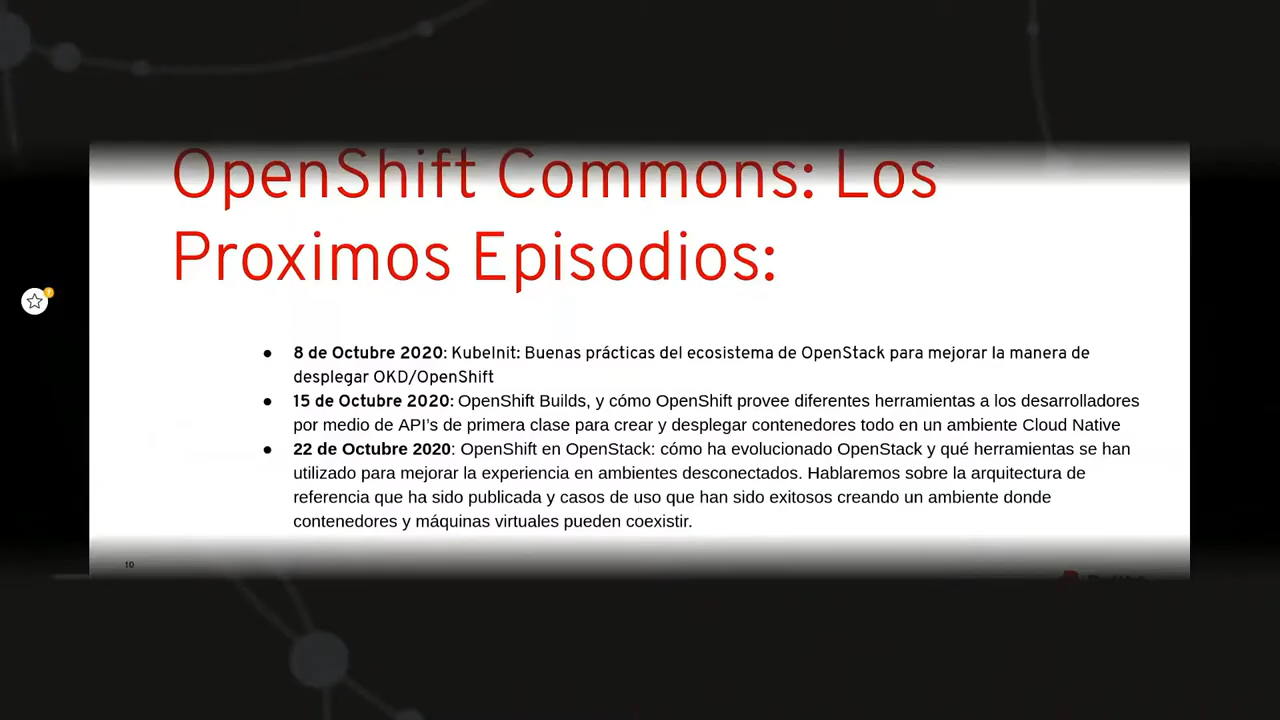 OpenShift Commons: Los
Proximos Episodios:
● 8 de Octubre 2020: KubeInit: Buenas prácticas del ecosistema de OpenStack para mejorar la manera de
desplegar OKD/OpenShift
● 15 de Octubre 2020: OpenShift Builds, y cómo OpenShift provee diferentes herramientas a los desarrolladores
por medio de API’s de primera clase para crear y desplegar contenedores todo en un ambiente Cloud Native
● 22 de Octubre 2020: OpenShift en OpenStack: cómo ha evolucionado OpenStack y qué herramientas se han
utilizado para mejorar la experiencia en ambientes desconectados. Hablaremos sobre la arquitectura de
referencia que ha sido publicada y casos de uso que han sido exitosos creando un ambiente donde
contenedores y máquinas virtuales pueden coexistir.
10